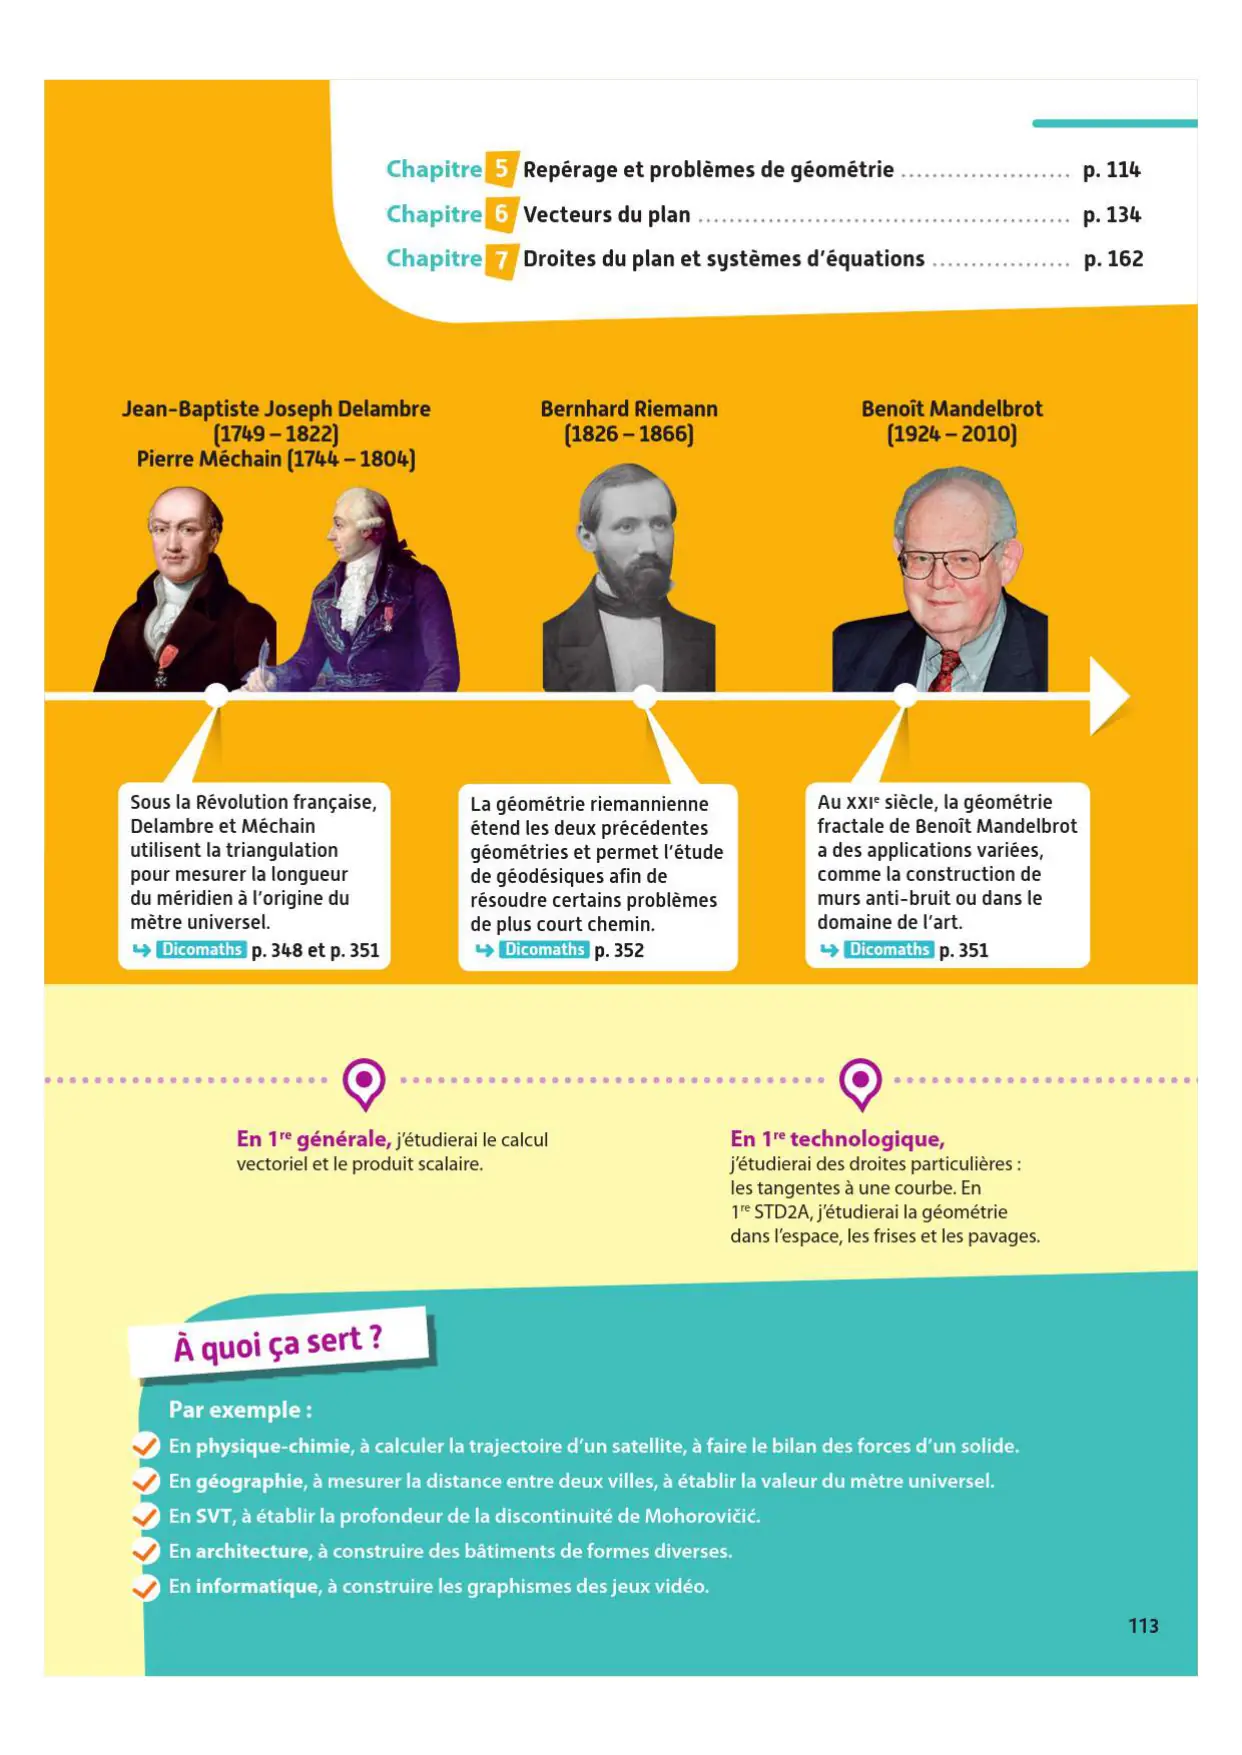 Chapitre 5 Repérage et problèmes de géométrie ...................... p. 114
Chapitre 6 Vecteurs du plan ................................................ p. 134
Chapitre 7 Droites du plan et systèmes d'équations .................. p. 162
Jean-Baptiste Joseph Delambre
(1749 – 1822)
Pierre Méchain (1744 – 1804)
Bernhard Riemann
(1826 – 1866)
Benoît Mandelbrot
(1924 – 2010)
Sous la Révolution française,
Delambre et Méchain
utilisent la triangulation
pour mesurer la longueur
du méridien à l'origine du
mètre universel.
↪ Dicomaths p. 348 et p. 351
La géométrie riemannienne
étend les deux précédentes
géométries et permet l'étude
de géodésiques afin de
résoudre certains problèmes
de plus court chemin.
↪ Dicomaths p. 352
Au XXIe siècle, la géométrie
fractale de Benoît Mandelbrot
a des applications variées,
comme la construction de
murs anti-bruit ou dans le
domaine de l'art.
↪ Dicomaths p. 351
En 1re générale, j'étudierai le calcul
vectoriel et le produit scalaire.
En 1re technologique,
j'étudierai des droites particulières :
les tangentes à une courbe. En
1re STD2A, j'étudierai la géométrie
dans l'espace, les frises et les pavages.
À quoi ça sert ?
Par exemple :
En physique-chimie, à calculer la trajectoire d'un satellite, à faire le bilan des forces d'un solide.
En géographie, à mesurer la distance entre deux villes, à établir la valeur du mètre universel.
En SVT, à établir la profondeur de la discontinuité de Mohorovičić.
En architecture, à construire des bâtiments de formes diverses.
En informatique, à construire les graphismes des jeux vidéo.
113